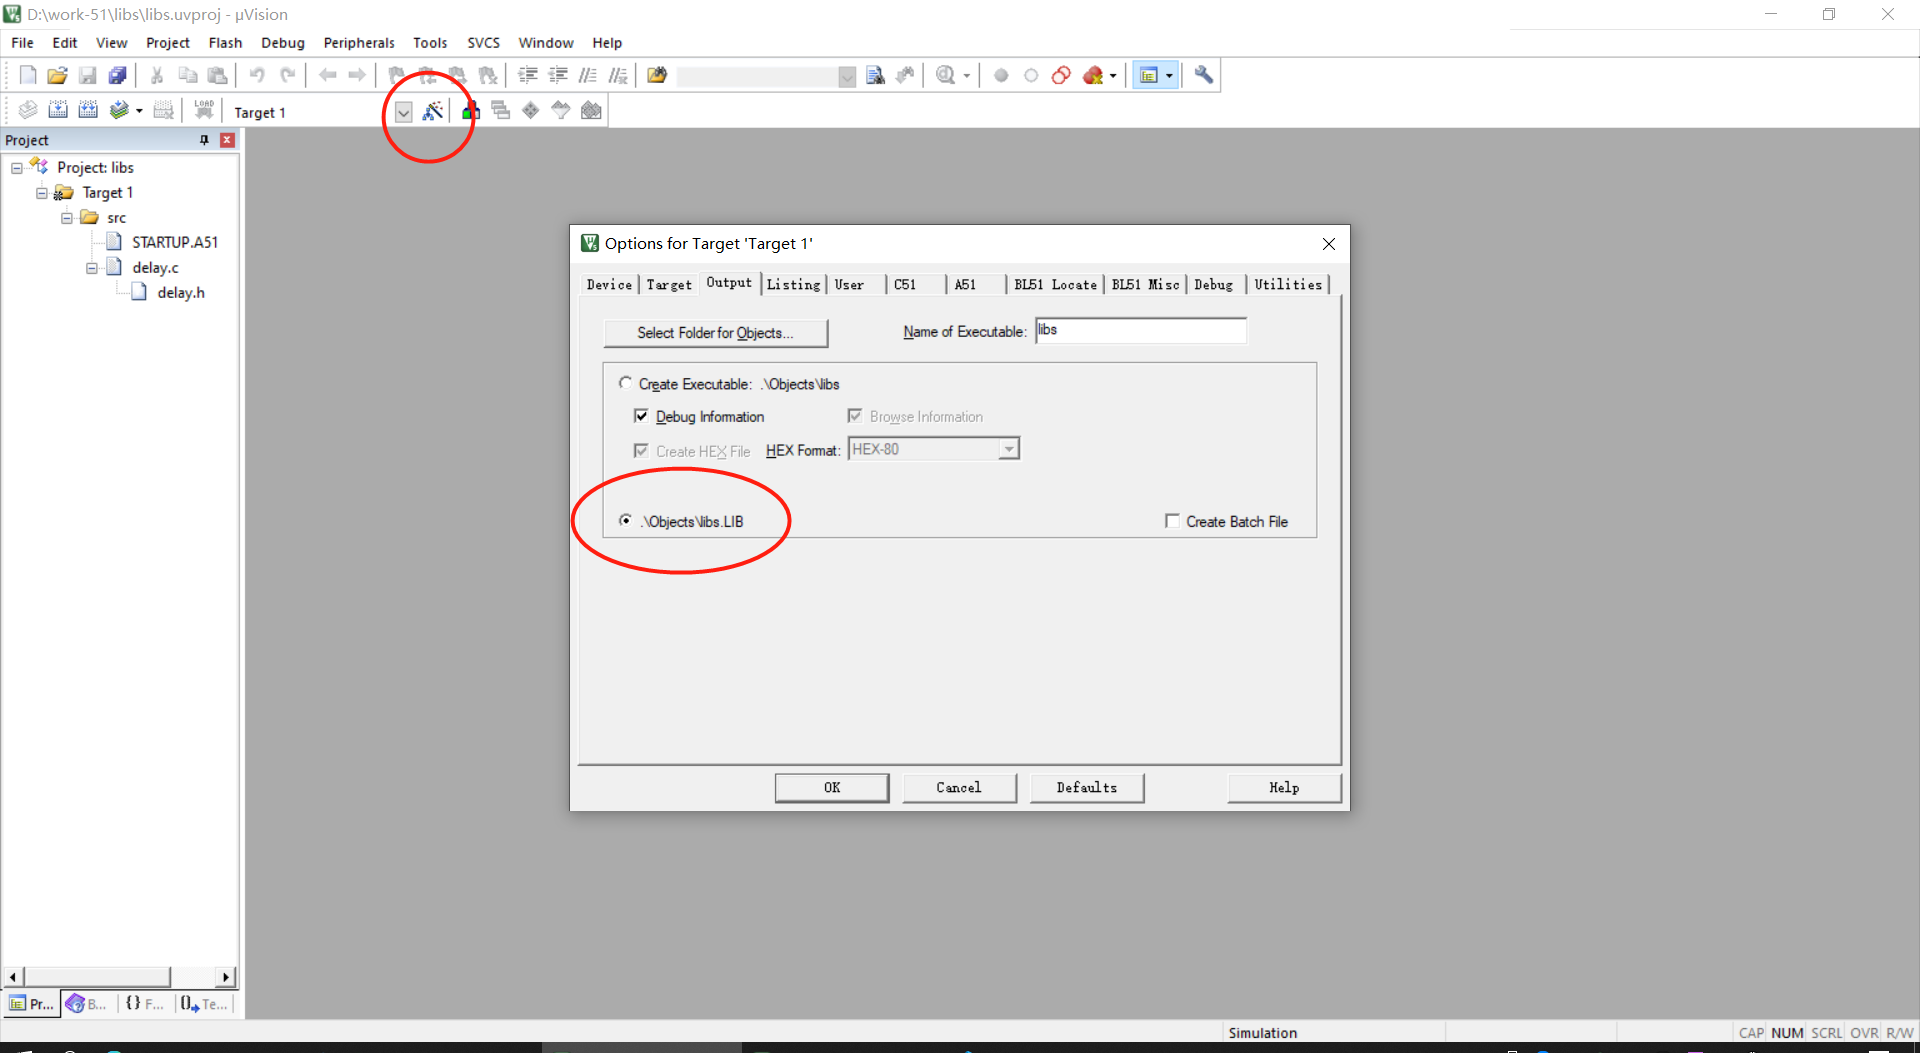 D:\work-51\libs\libs.uvproj - µVision
File Edit View Project Flash Debug Peripherals Tools SVCS Window Help
LOAD
Target 1
Project
Project: libs
Target 1
src
STARTUP.A51
delay.c
delay.h
Options for Target 'Target 1'
Device Target Output Listing User C51 A51 BL51 Locate BL51 Misc Debug Utilities
Select Folder for Objects... Name of Executable: libs
Create Executable: .\Objects\libs
Debug Information Browse Information
Create HEX File HEX Format: HEX-80
.\Objects\libs.LIB Create Batch File
OK Cancel Defaults Help
Pr... B... {} F... Te...
Simulation CAP NUM SCRL OVR R/W